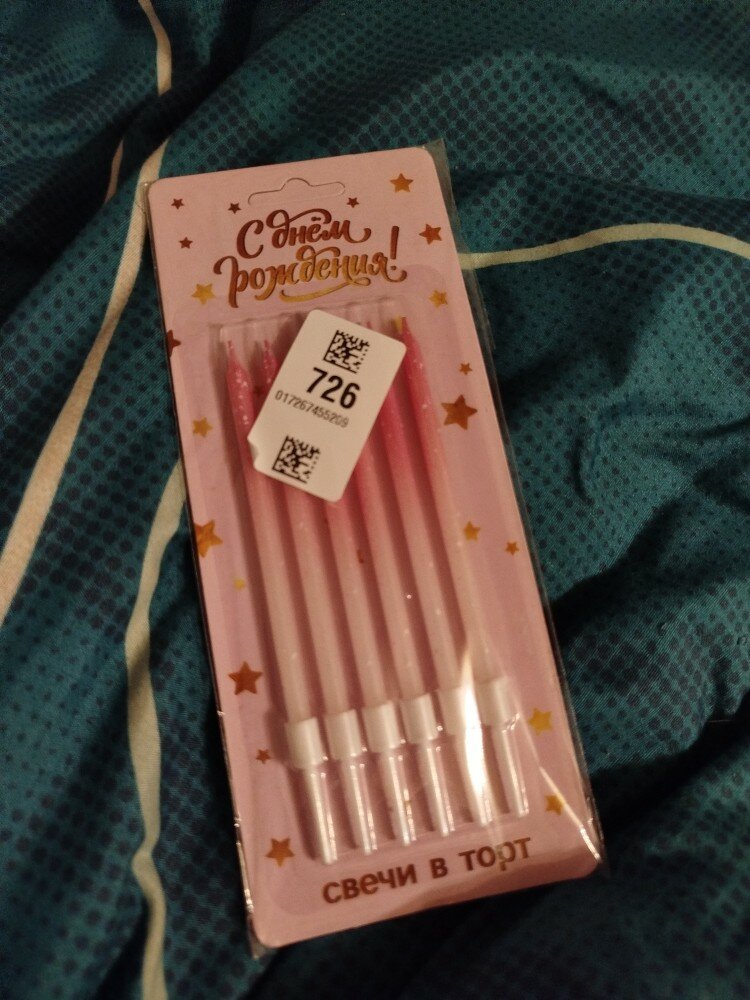 С днём
рождения!
726
017267455209
свечи в торт